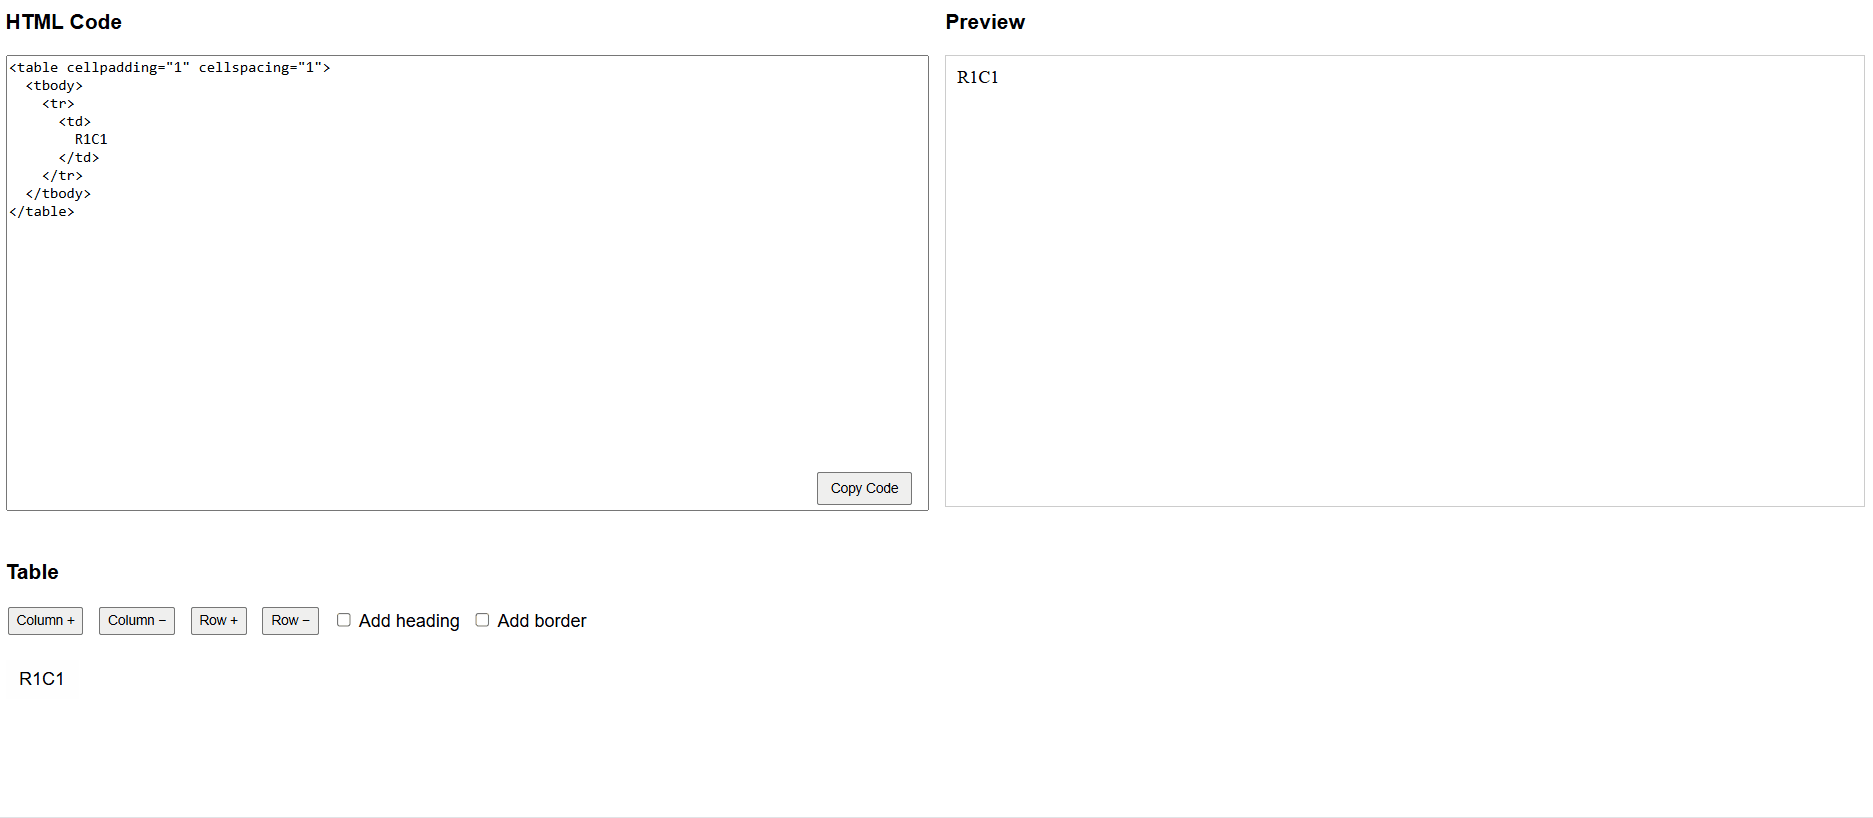 HTML Code
<table cellpadding="1" cellspacing="1">
  <tbody>
    <tr>
      <td>
        R1C1
      </td>
    </tr>
  </tbody>
</table>
Copy Code
Preview
R1C1
Table
Column + Column − Row + Row − Add heading Add border
R1C1